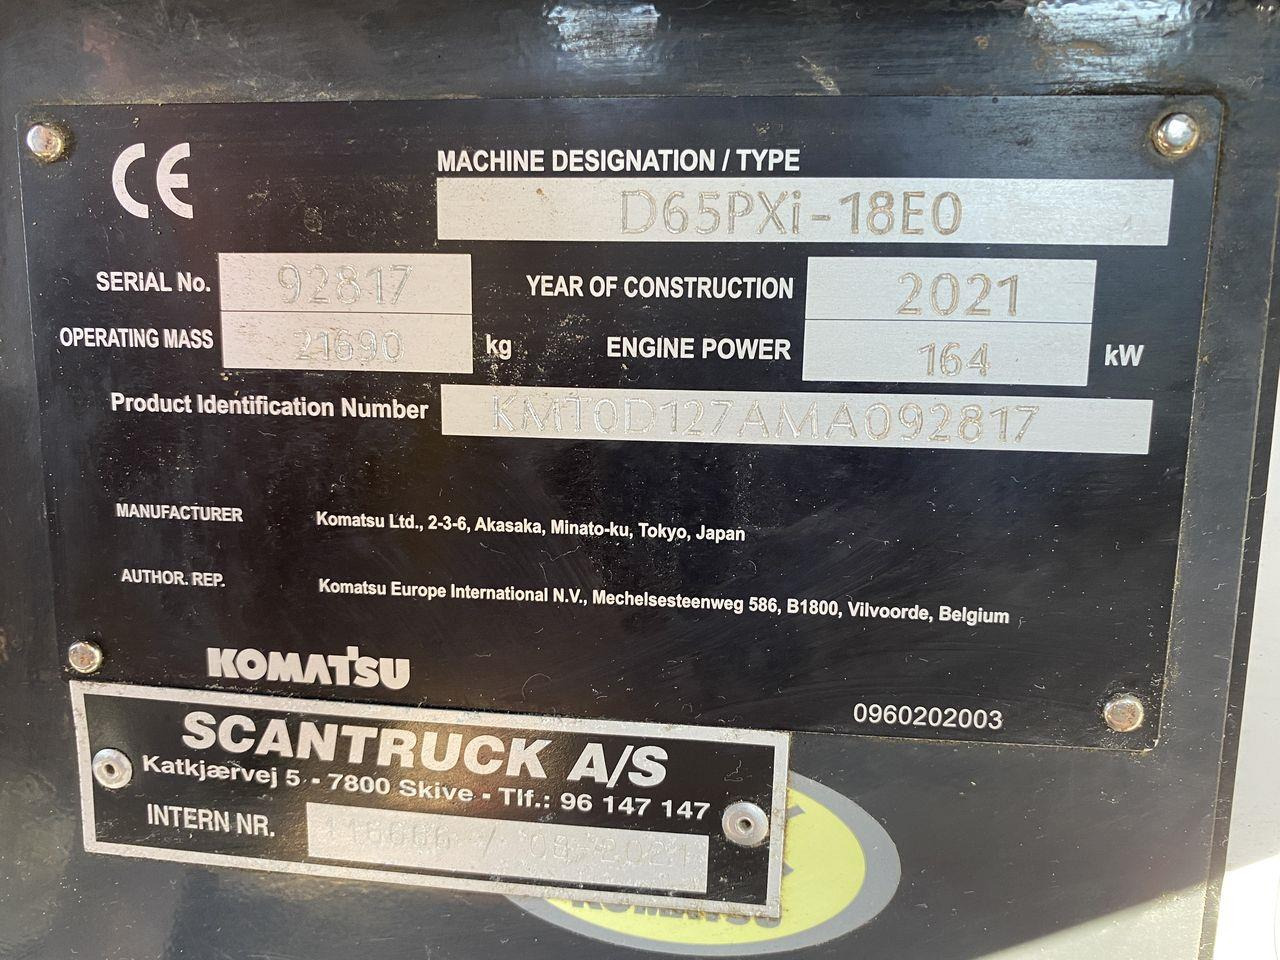 CE
MACHINE DESIGNATION / TYPE
D65PXi-18E0
SERIAL No. 92817 YEAR OF CONSTRUCTION 2021
OPERATING MASS 21690 kg ENGINE POWER 164 kW
Product Identification Number KMT0D127AMA092817
MANUFACTURER Komatsu Ltd., 2-3-6, Akasaka, Minato-ku, Tokyo, Japan
AUTHOR. REP. Komatsu Europe International N.V., Mechelsesteenweg 586, B1800, Vilvoorde, Belgium
KOMATSU
0960202003
SCANTRUCK A/S
Katkjærvej 5 - 7800 Skive - Tlf.: 96 147 147
INTERN NR. / 08-2021
KOMATSU